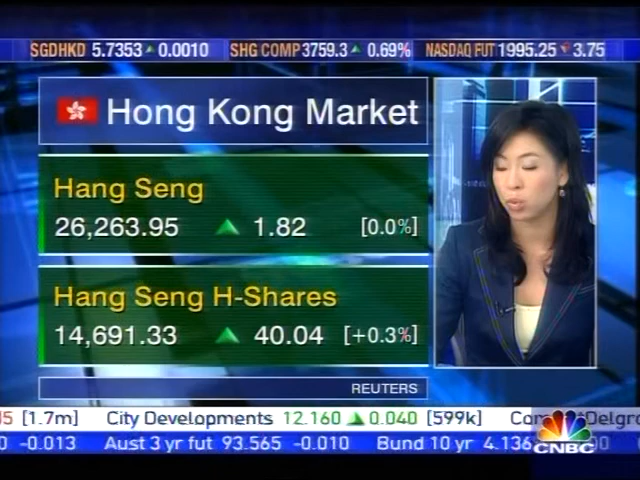 SGDHKD 5.7353 0.0010 SHG COMP 3759.3 0.69% NASDAQ FUT 1995.25 3.75
Hong Kong Market
Hang Seng
26,263.95 1.82 [0.0%]
Hang Seng H-Shares
14,691.33 40.04 [+0.3%]
REUTERS
[1.7m] City Developments 12.160 0.040 [599k]
-0.013 Aust 3 yr fut 93.565 -0.010 Bund 10 yr 4.136
CNBC